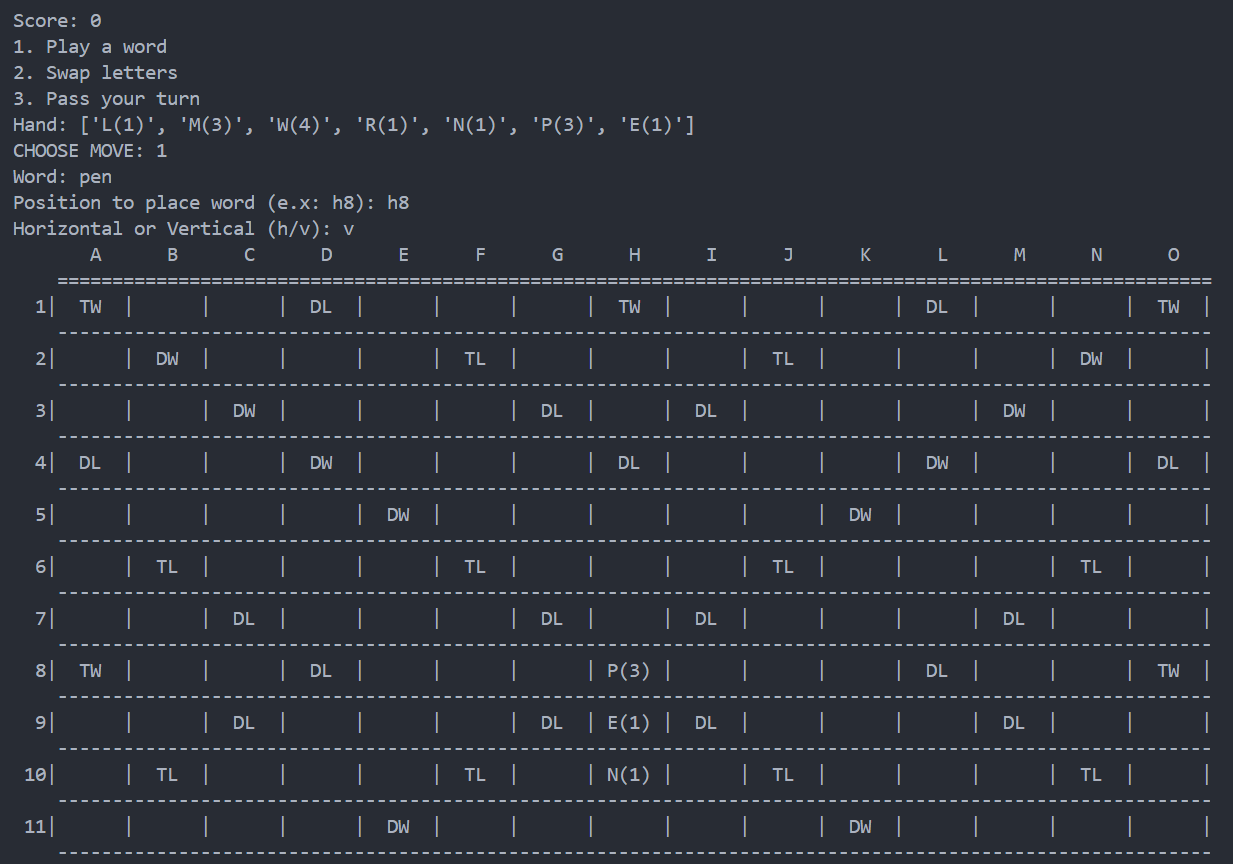 Score: 0
1. Play a word
2. Swap letters
3. Pass your turn
Hand: ['L(1)', 'M(3)', 'W(4)', 'R(1)', 'N(1)', 'P(3)', 'E(1)']
CHOOSE MOVE: 1
Word: pen
Position to place word (e.x: h8): h8
Horizontal or Vertical (h/v): v
A B C D E F G H I J K L M N O
=========================================================================================================
1| TW | | | DL | | | | TW | | | | DL | | | TW |
---------------------------------------------------------------------------------------------------------
2| | DW | | | | TL | | | | TL | | | | DW | |
---------------------------------------------------------------------------------------------------------
3| | | DW | | | | DL | | DL | | | | DW | | |
---------------------------------------------------------------------------------------------------------
4| DL | | | DW | | | | DL | | | | DW | | | DL |
---------------------------------------------------------------------------------------------------------
5| | | | | DW | | | | | | DW | | | | |
---------------------------------------------------------------------------------------------------------
6| | TL | | | | TL | | | | TL | | | | TL | |
---------------------------------------------------------------------------------------------------------
7| | | DL | | | | DL | | DL | | | | DL | | |
---------------------------------------------------------------------------------------------------------
8| TW | | | DL | | | | P(3) | | | | DL | | | TW |
---------------------------------------------------------------------------------------------------------
9| | | DL | | | | DL | E(1) | DL | | | | DL | | |
---------------------------------------------------------------------------------------------------------
10| | TL | | | | TL | | N(1) | | TL | | | | TL | |
---------------------------------------------------------------------------------------------------------
11| | | | | DW | | | | | | DW | | | | |
---------------------------------------------------------------------------------------------------------